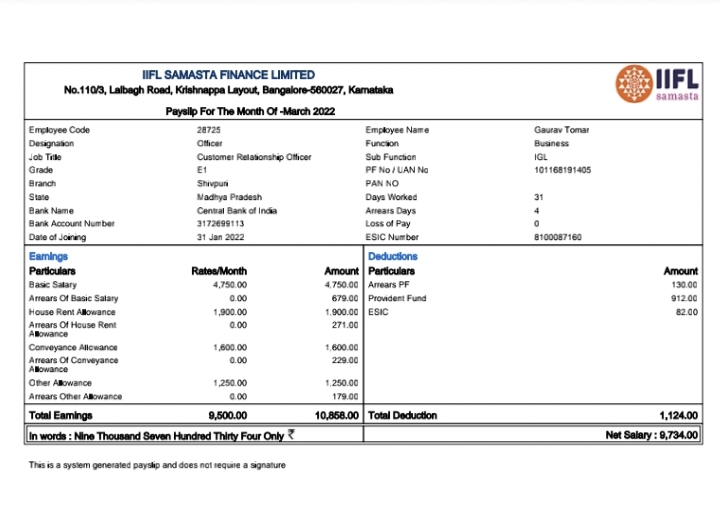 IIFL SAMASTA FINANCE LIMITED
No.110/3, Lalbagh Road, Krishnappa Layout, Bangalore-560027, Karnataka
Payslip For The Month Of -March 2022
IIFL
samasta
Employee Code 28725 Employee Name Gaurav Tomar
Designation Officer Function Business
Job Title Customer Relationship Officer Sub Function IGL
Grade E1 PF No / UAN No 101168191405
Branch Shivpuri PAN NO
State Madhya Pradesh Days Worked 31
Bank Name Central Bank of India Arrears Days 4
Bank Account Number 3172699113 Loss of Pay 0
Date of Joining 31 Jan 2022 ESIC Number 8100087160
Earnings Deductions
Particulars Rates/Month Amount Particulars Amount
Basic Salary 4,750.00 4,750.00 Arrears PF 130.00
Arrears Of Basic Salary 0.00 679.00 Provident Fund 912.00
House Rent Allowance 1,900.00 1,900.00 ESIC 82.00
Arrears Of House Rent 0.00 271.00
Allowance
Conveyance Allowance 1,600.00 1,600.00
Arrears Of Conveyance 0.00 229.00
Allowance
Other Allowance 1,250.00 1,250.00
Arrears Other Allowance 0.00 179.00
Total Earnings 9,500.00 10,858.00 Total Deduction 1,124.00
In words : Nine Thousand Seven Hundred Thirty Four Only ₹ Net Salary : 9,734.00
This is a system generated payslip and does not require a signature